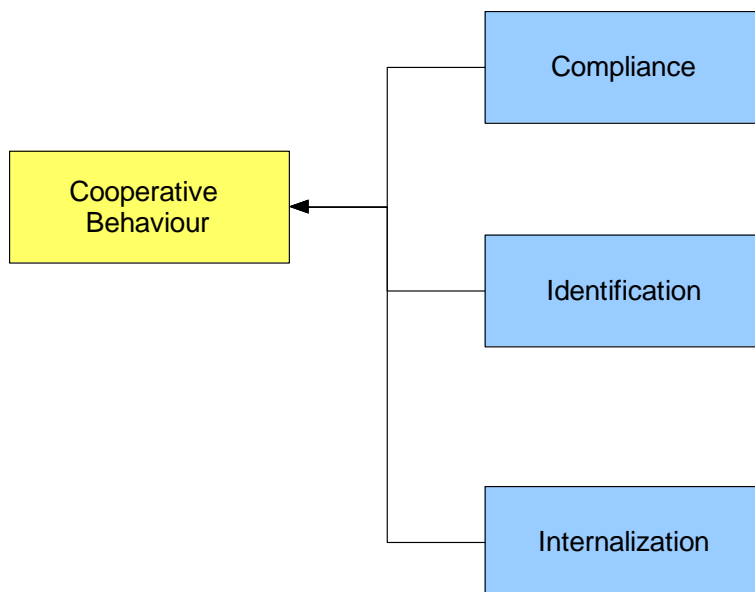 Compliance
Cooperative
Behaviour
Identification
Internalization